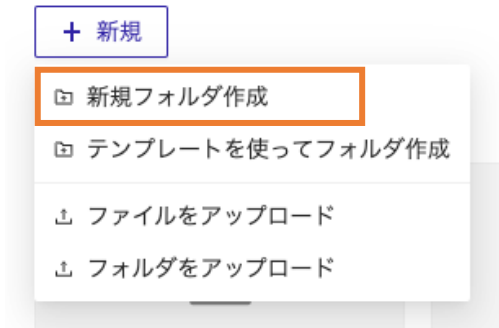 + 新規
新規フォルダ作成
テンプレートを使ってフォルダ作成
ファイルをアップロード
フォルダをアップロード